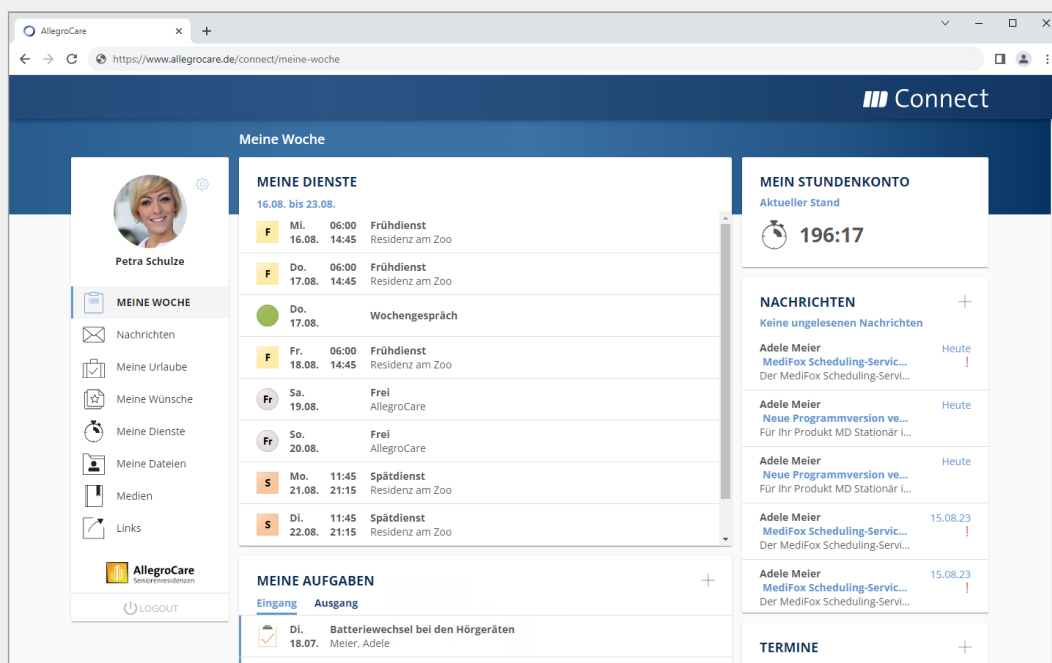 AllegroCare
https://www.allegrocare.de/connect/meine-woche
Connect
Meine Woche
Petra Schulze
MEINE WOCHE
Nachrichten
Meine Urlaube
Meine Wünsche
Meine Dienste
Meine Dateien
Medien
Links
AllegroCare
Seniorenresidenzen
LOGOUT
MEINE DIENSTE
16.08. bis 23.08.
F Mi. 06:00 Frühdienst
16.08. 14:45 Residenz am Zoo
F Do. 06:00 Frühdienst
17.08. 14:45 Residenz am Zoo
Do. Wochengespräch
17.08.
F Fr. 06:00 Frühdienst
18.08. 14:45 Residenz am Zoo
Fr Sa. Frei
19.08. AllegroCare
Fr So. Frei
20.08. AllegroCare
S Mo. 11:45 Spätdienst
21.08. 21:15 Residenz am Zoo
S Di. 11:45 Spätdienst
22.08. 21:15 Residenz am Zoo
MEINE AUFGABEN
Eingang Ausgang
Di. Batteriewechsel bei den Hörgeräten
18.07. Meier, Adele
MEIN STUNDENKONTO
Aktueller Stand
196:17
NACHRICHTEN
Keine ungelesenen Nachrichten
Adele Meier Heute
MediFox Scheduling-Servic... !
Der MediFox Scheduling-Servi...
Adele Meier Heute
Neue Programmversion ve...
Für Ihr Produkt MD Stationär i...
Adele Meier Heute
Neue Programmversion ve...
Für Ihr Produkt MD Stationär i...
Adele Meier 15.08.23
MediFox Scheduling-Servic... !
Der MediFox Scheduling-Servi...
Adele Meier 15.08.23
MediFox Scheduling-Servic... !
Der MediFox Scheduling-Servi...
TERMINE